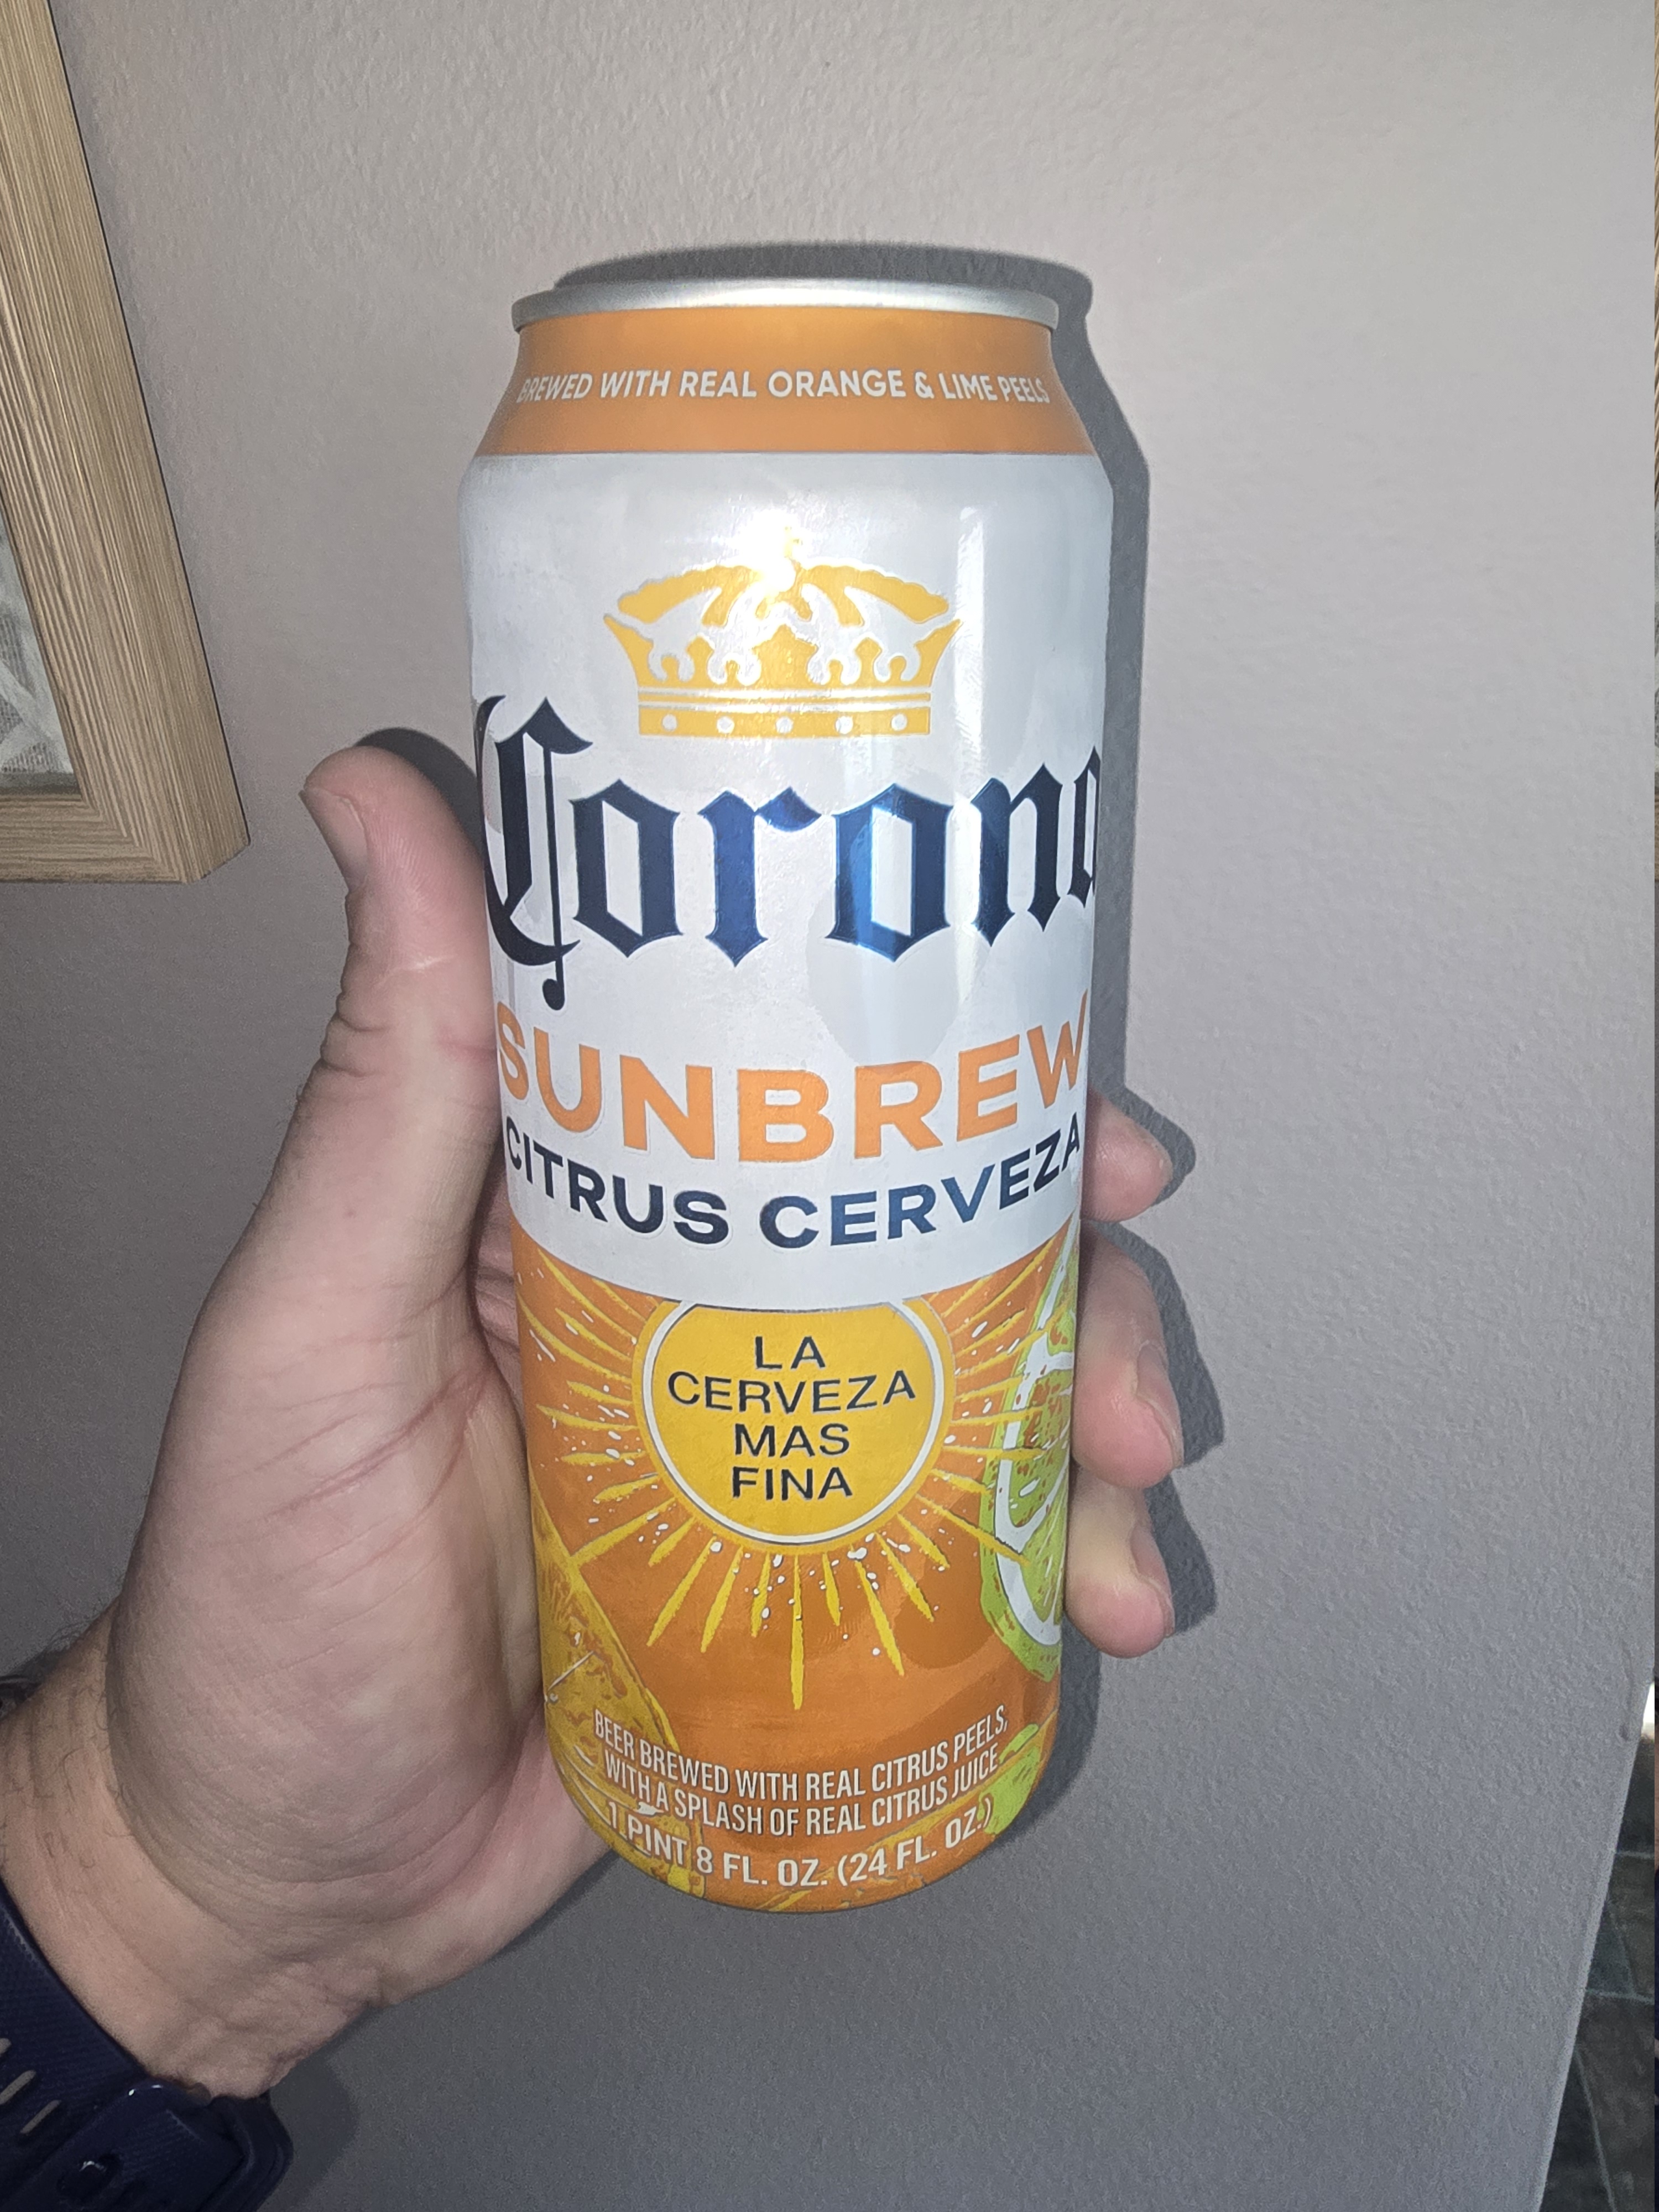 BREWED WITH REAL ORANGE & LIME PEELS
Corona
SUNBREW
CITRUS CERVEZA
LA
CERVEZA
MAS
FINA
BEER BREWED WITH REAL CITRUS PEELS,
WITH A SPLASH OF REAL CITRUS JUICE
1 PINT 8 FL. OZ. (24 FL. OZ.)